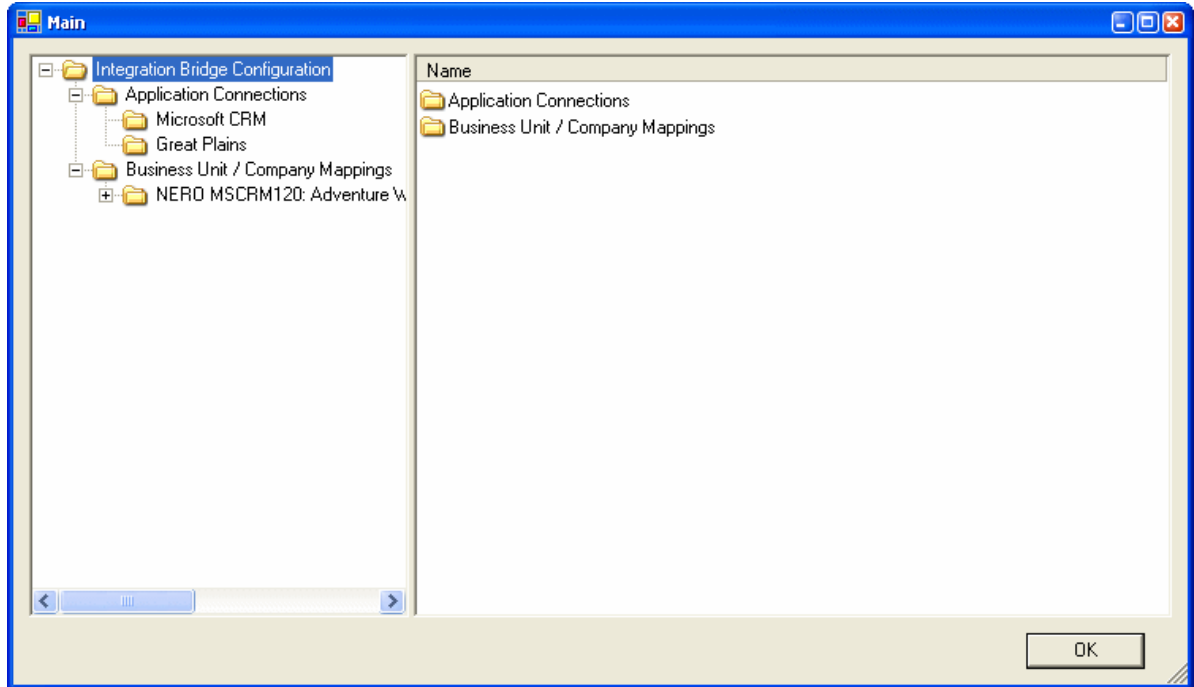 Main
Integration Bridge Configuration
Application Connections
Microsoft CRM
Great Plains
Business Unit / Company Mappings
NERO MSCRM120: Adventure
Name
Application Connections
Business Unit / Company Mappings
OK